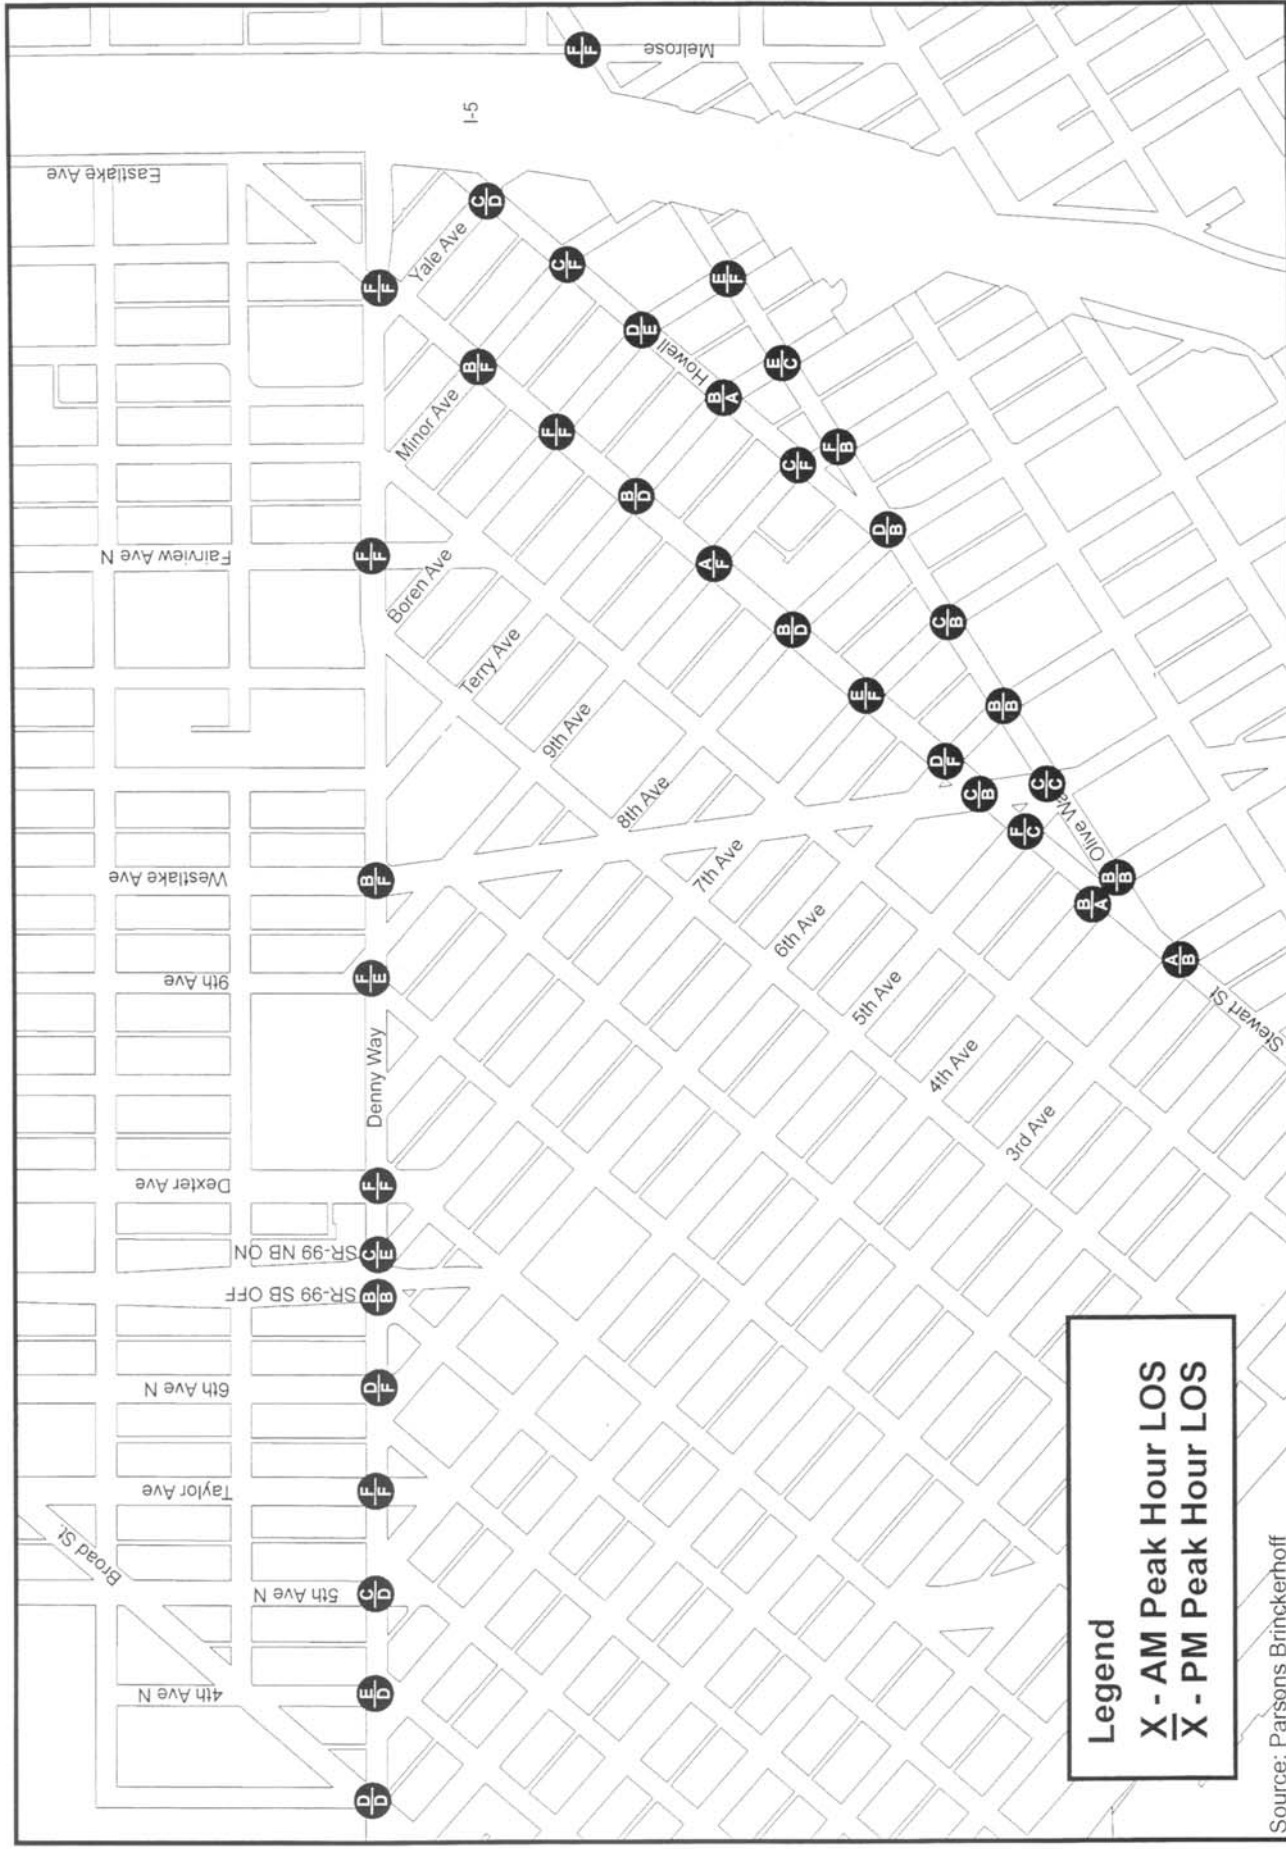 Broad St.
4th Ave N
5th Ave N
Taylor Ave
6th Ave N
SR-99 SB OFF
SR-99 NB ON
Dexter Ave
9th Ave
Westlake Ave
Fairview Ave N
Eastlake Ave
D
D
E
D
C
D
F
F
D
F
B
B
C
E
F
F
Denny Way
F
E
B
F
F
F
F
F
I-5
Melrose
F
F
Boren Ave
Minor Ave
Yale Ave
Terry Ave
9th Ave
8th Ave
7th Ave
6th Ave
5th Ave
4th Ave
3rd Ave
B
F
F
F
B
D
A
F
B
D
E
F
D
F
C
B
F
C
B
A
A
B
Stewart St
C
D
C
F
D
E
Howell
B
A
C
F
E
F
E
C
F
B
D
B
C
B
B
B
C
C
Olive Wa
B
B
Legend
X - AM Peak Hour LOS
X - PM Peak Hour LOS
Source: Parsons Brinckerhoff